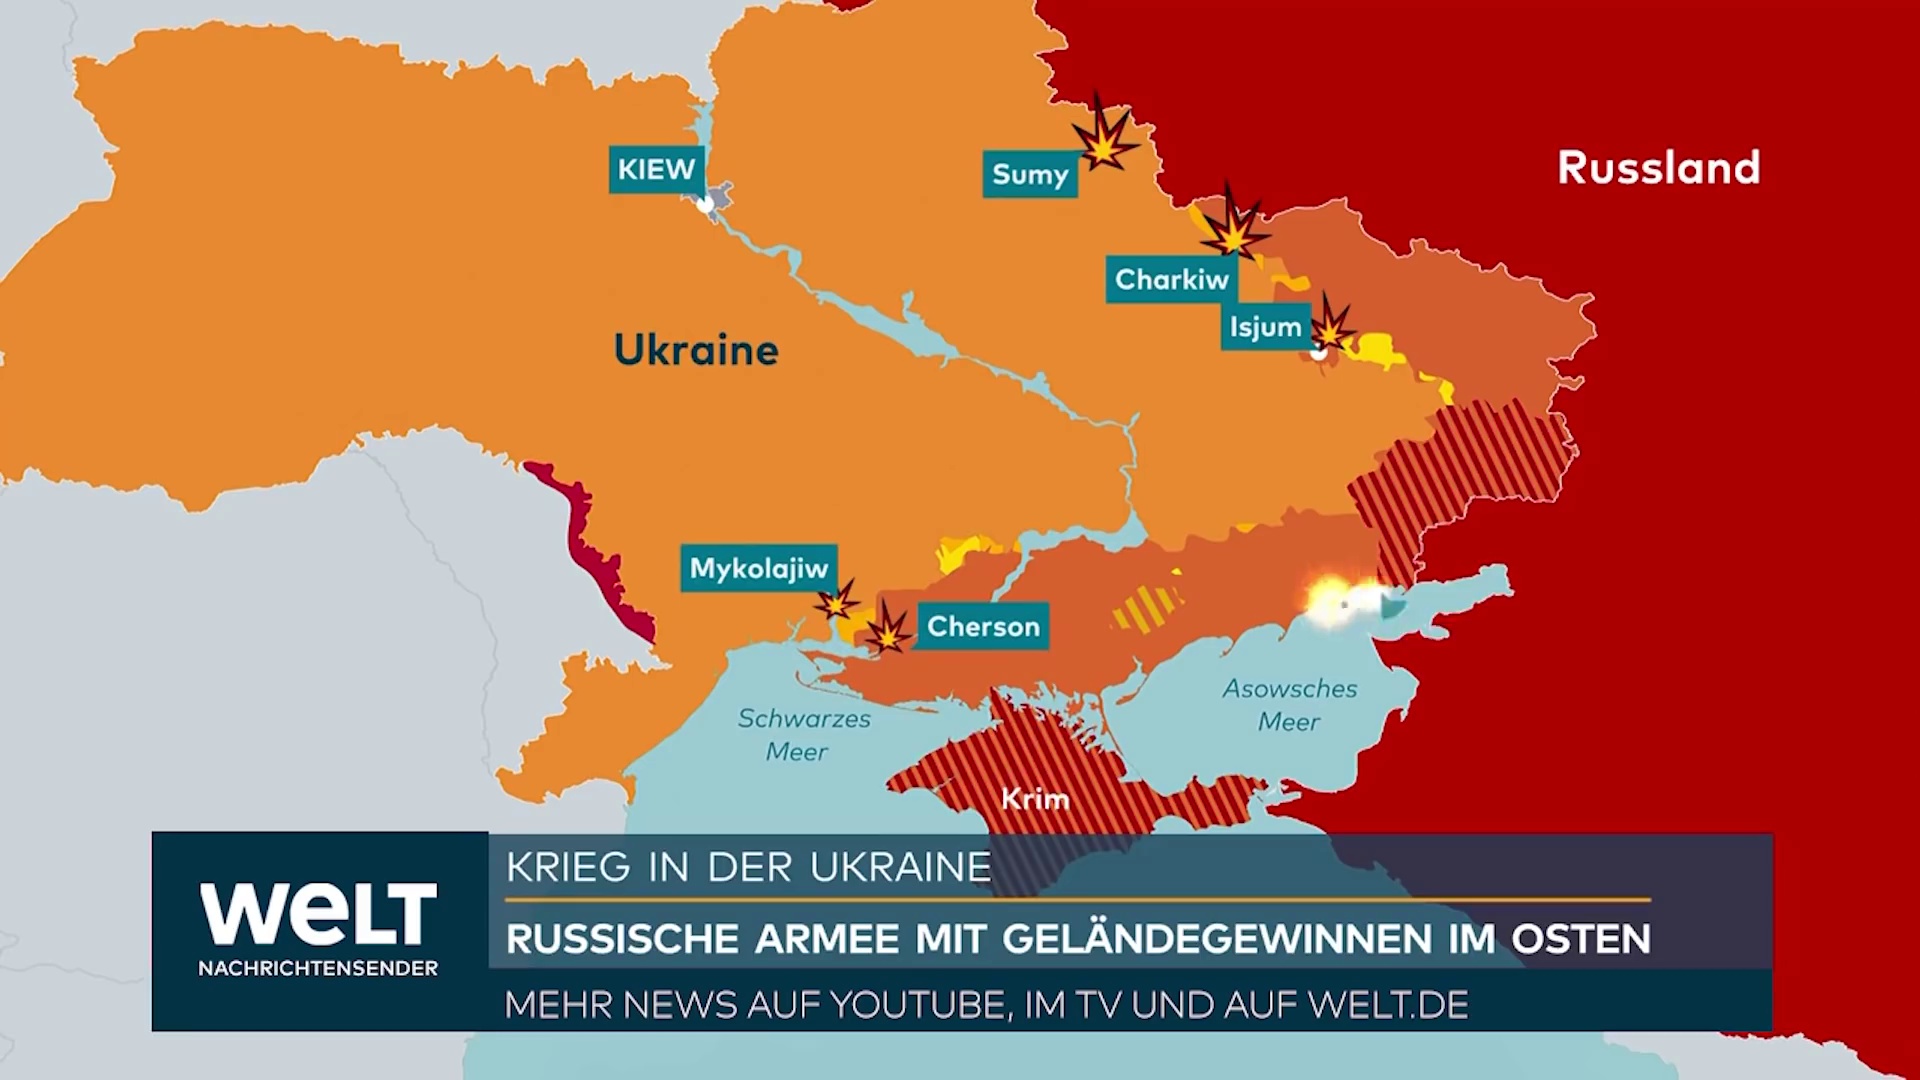 KIEW
Sumy
Russland
Charkiw
Isjum
Ukraine
Mykolajiw
Cherson
Asowsches
Meer
Schwarzes
Meer
Krim
KRIEG IN DER UKRAINE
WELT
NACHRICHTENSENDER
RUSSISCHE ARMEE MIT GELÄNDEGEWINNEN IM OSTEN
MEHR NEWS AUF YOUTUBE, IM TV UND AUF WELT.DE